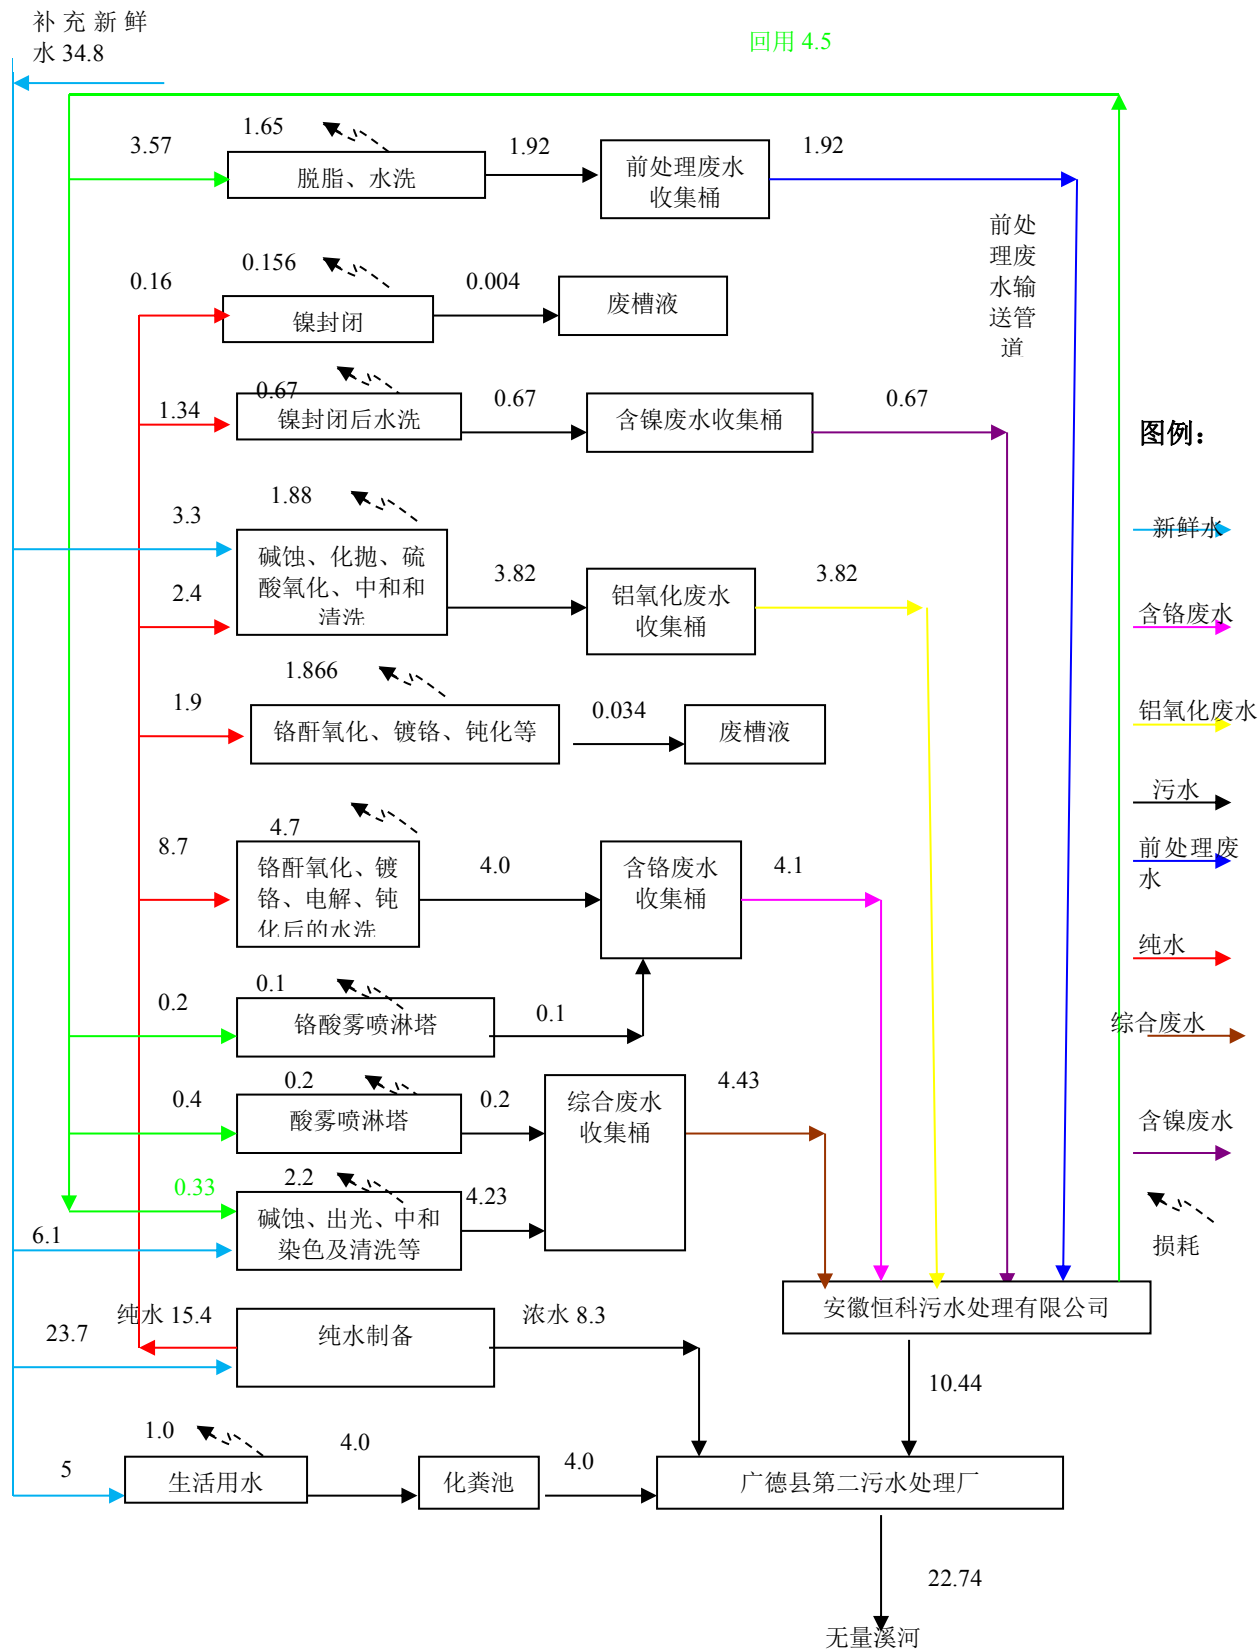 补充新鲜
水 34.8
回用 4.5
3.57
1.65
脱脂、水洗
1.92
前处理废水
收集桶
1.92
前处
理废
水输
送管
道
0.16
0.156
镍封闭
0.004
废槽液
1.34
0.67
镍封闭后水洗
0.67
含镍废水收集桶
0.67
图例：
3.3
2.4
1.88
碱蚀、化抛、硫
酸氧化、中和和
清洗
3.82
铝氧化废水
收集桶
3.82
新鲜水
含铬废水
1.9
1.866
铬酐氧化、镀铬、钝化等
0.034
废槽液
铝氧化废水
污水
8.7
4.7
铬酐氧化、镀
铬、电解、钝
化后的水洗
4.0
含铬废水
收集桶
4.1
前处理废
水
纯水
0.2
0.1
铬酸雾喷淋塔
0.1
综合废水
0.4
0.2
酸雾喷淋塔
0.2
综合废水
收集桶
4.43
含镍废水
0.33
6.1
2.2
碱蚀、出光、中和
染色及清洗等
4.23
损耗
安徽恒科污水处理有限公司
纯水 15.4
23.7
纯水制备
浓水 8.3
10.44
5
1.0
生活用水
4.0
化粪池
4.0
广德县第二污水处理厂
22.74
无量溪河